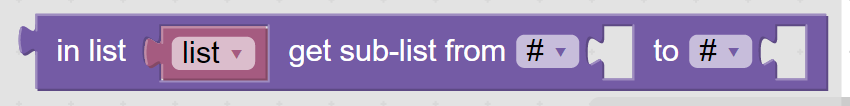 in list list ▾ get sub-list from # ▾ to # ▾